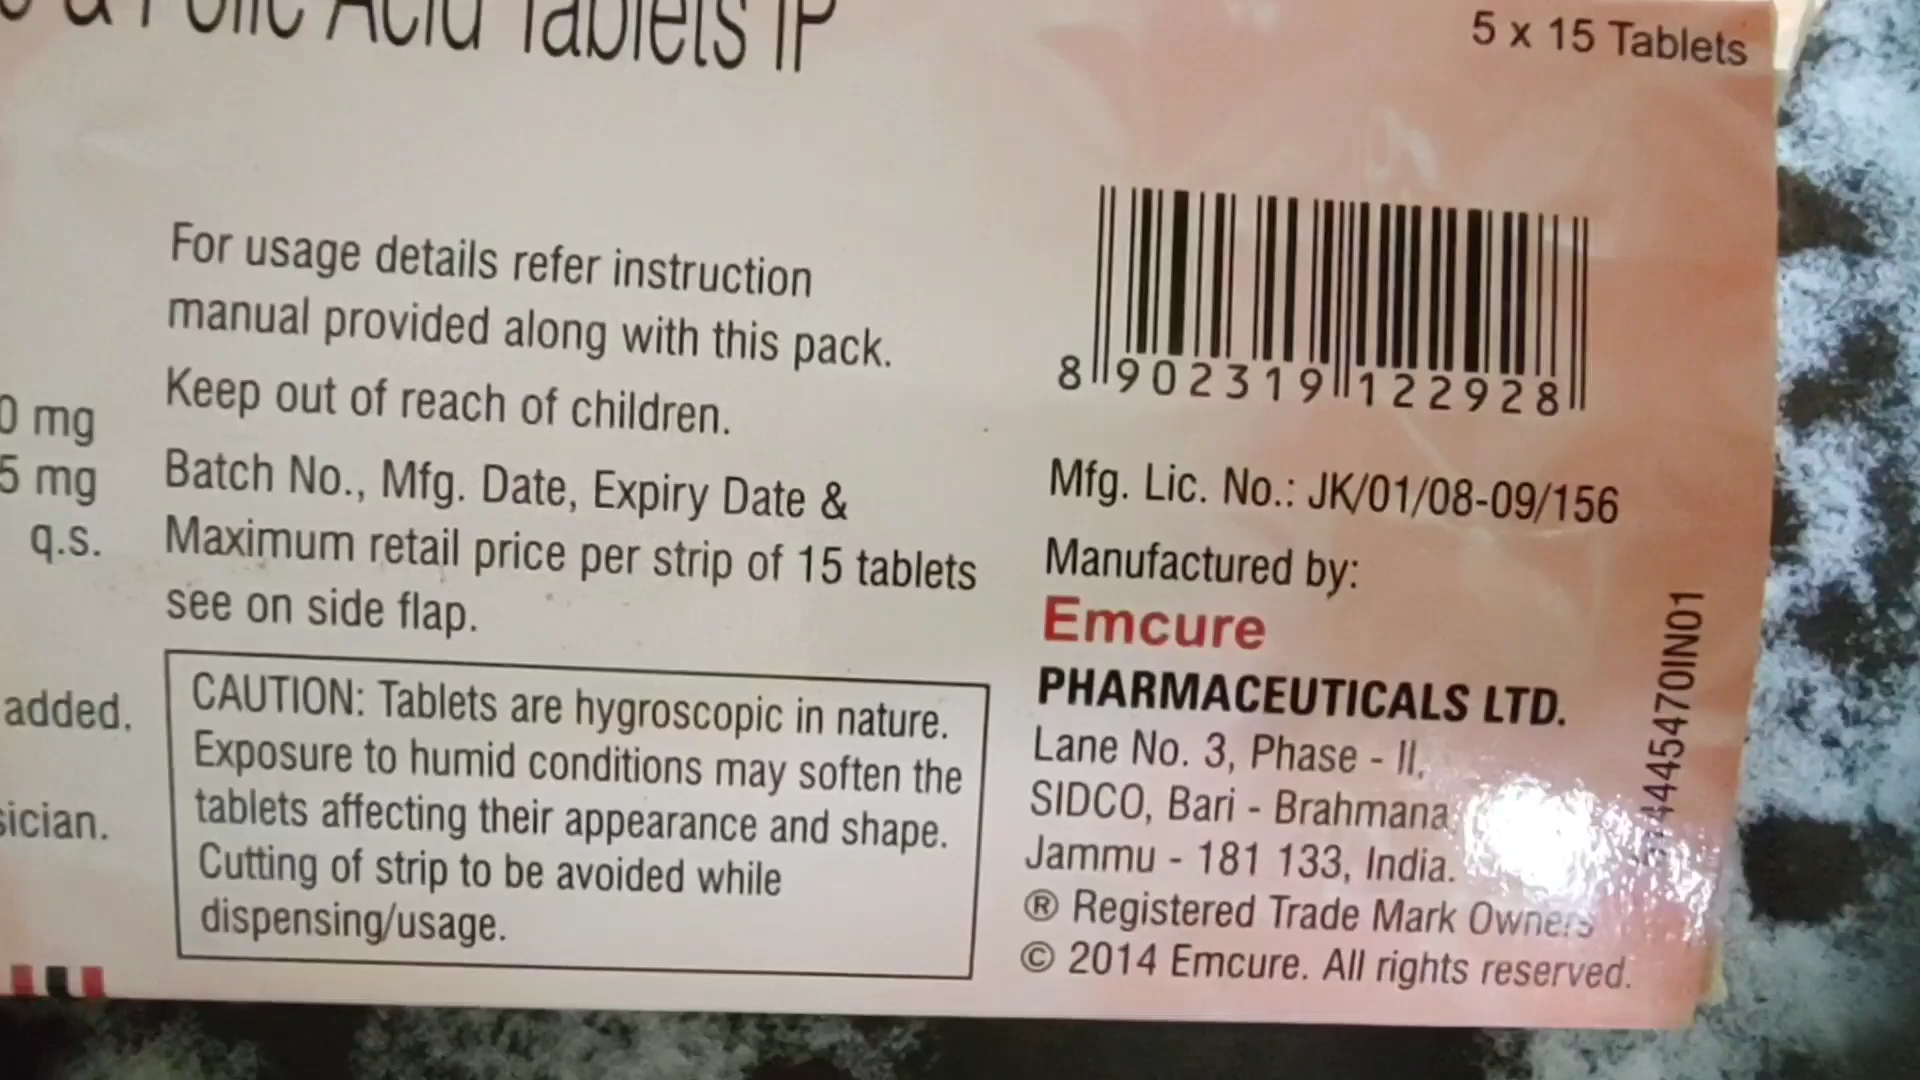 & Folic Acid Tablets IP
5 x 15 Tablets
For usage details refer instruction
manual provided along with this pack.
Keep out of reach of children.
Batch No., Mfg. Date, Expiry Date &
Maximum retail price per strip of 15 tablets
see on side flap.
0 mg
5 mg
q.s.
added.
CAUTION: Tablets are hygroscopic in nature.
Exposure to humid conditions may soften the
tablets affecting their appearance and shape.
Cutting of strip to be avoided while
dispensing/usage.
8 902319 122928
Mfg. Lic. No.: JK/01/08-09/156
Manufactured by:
Emcure
PHARMACEUTICALS LTD.
Lane No. 3, Phase - II,
SIDCO, Bari - Brahmana
Jammu - 181 133, India.
® Registered Trade Mark Owners
© 2014 Emcure. All rights reserved.